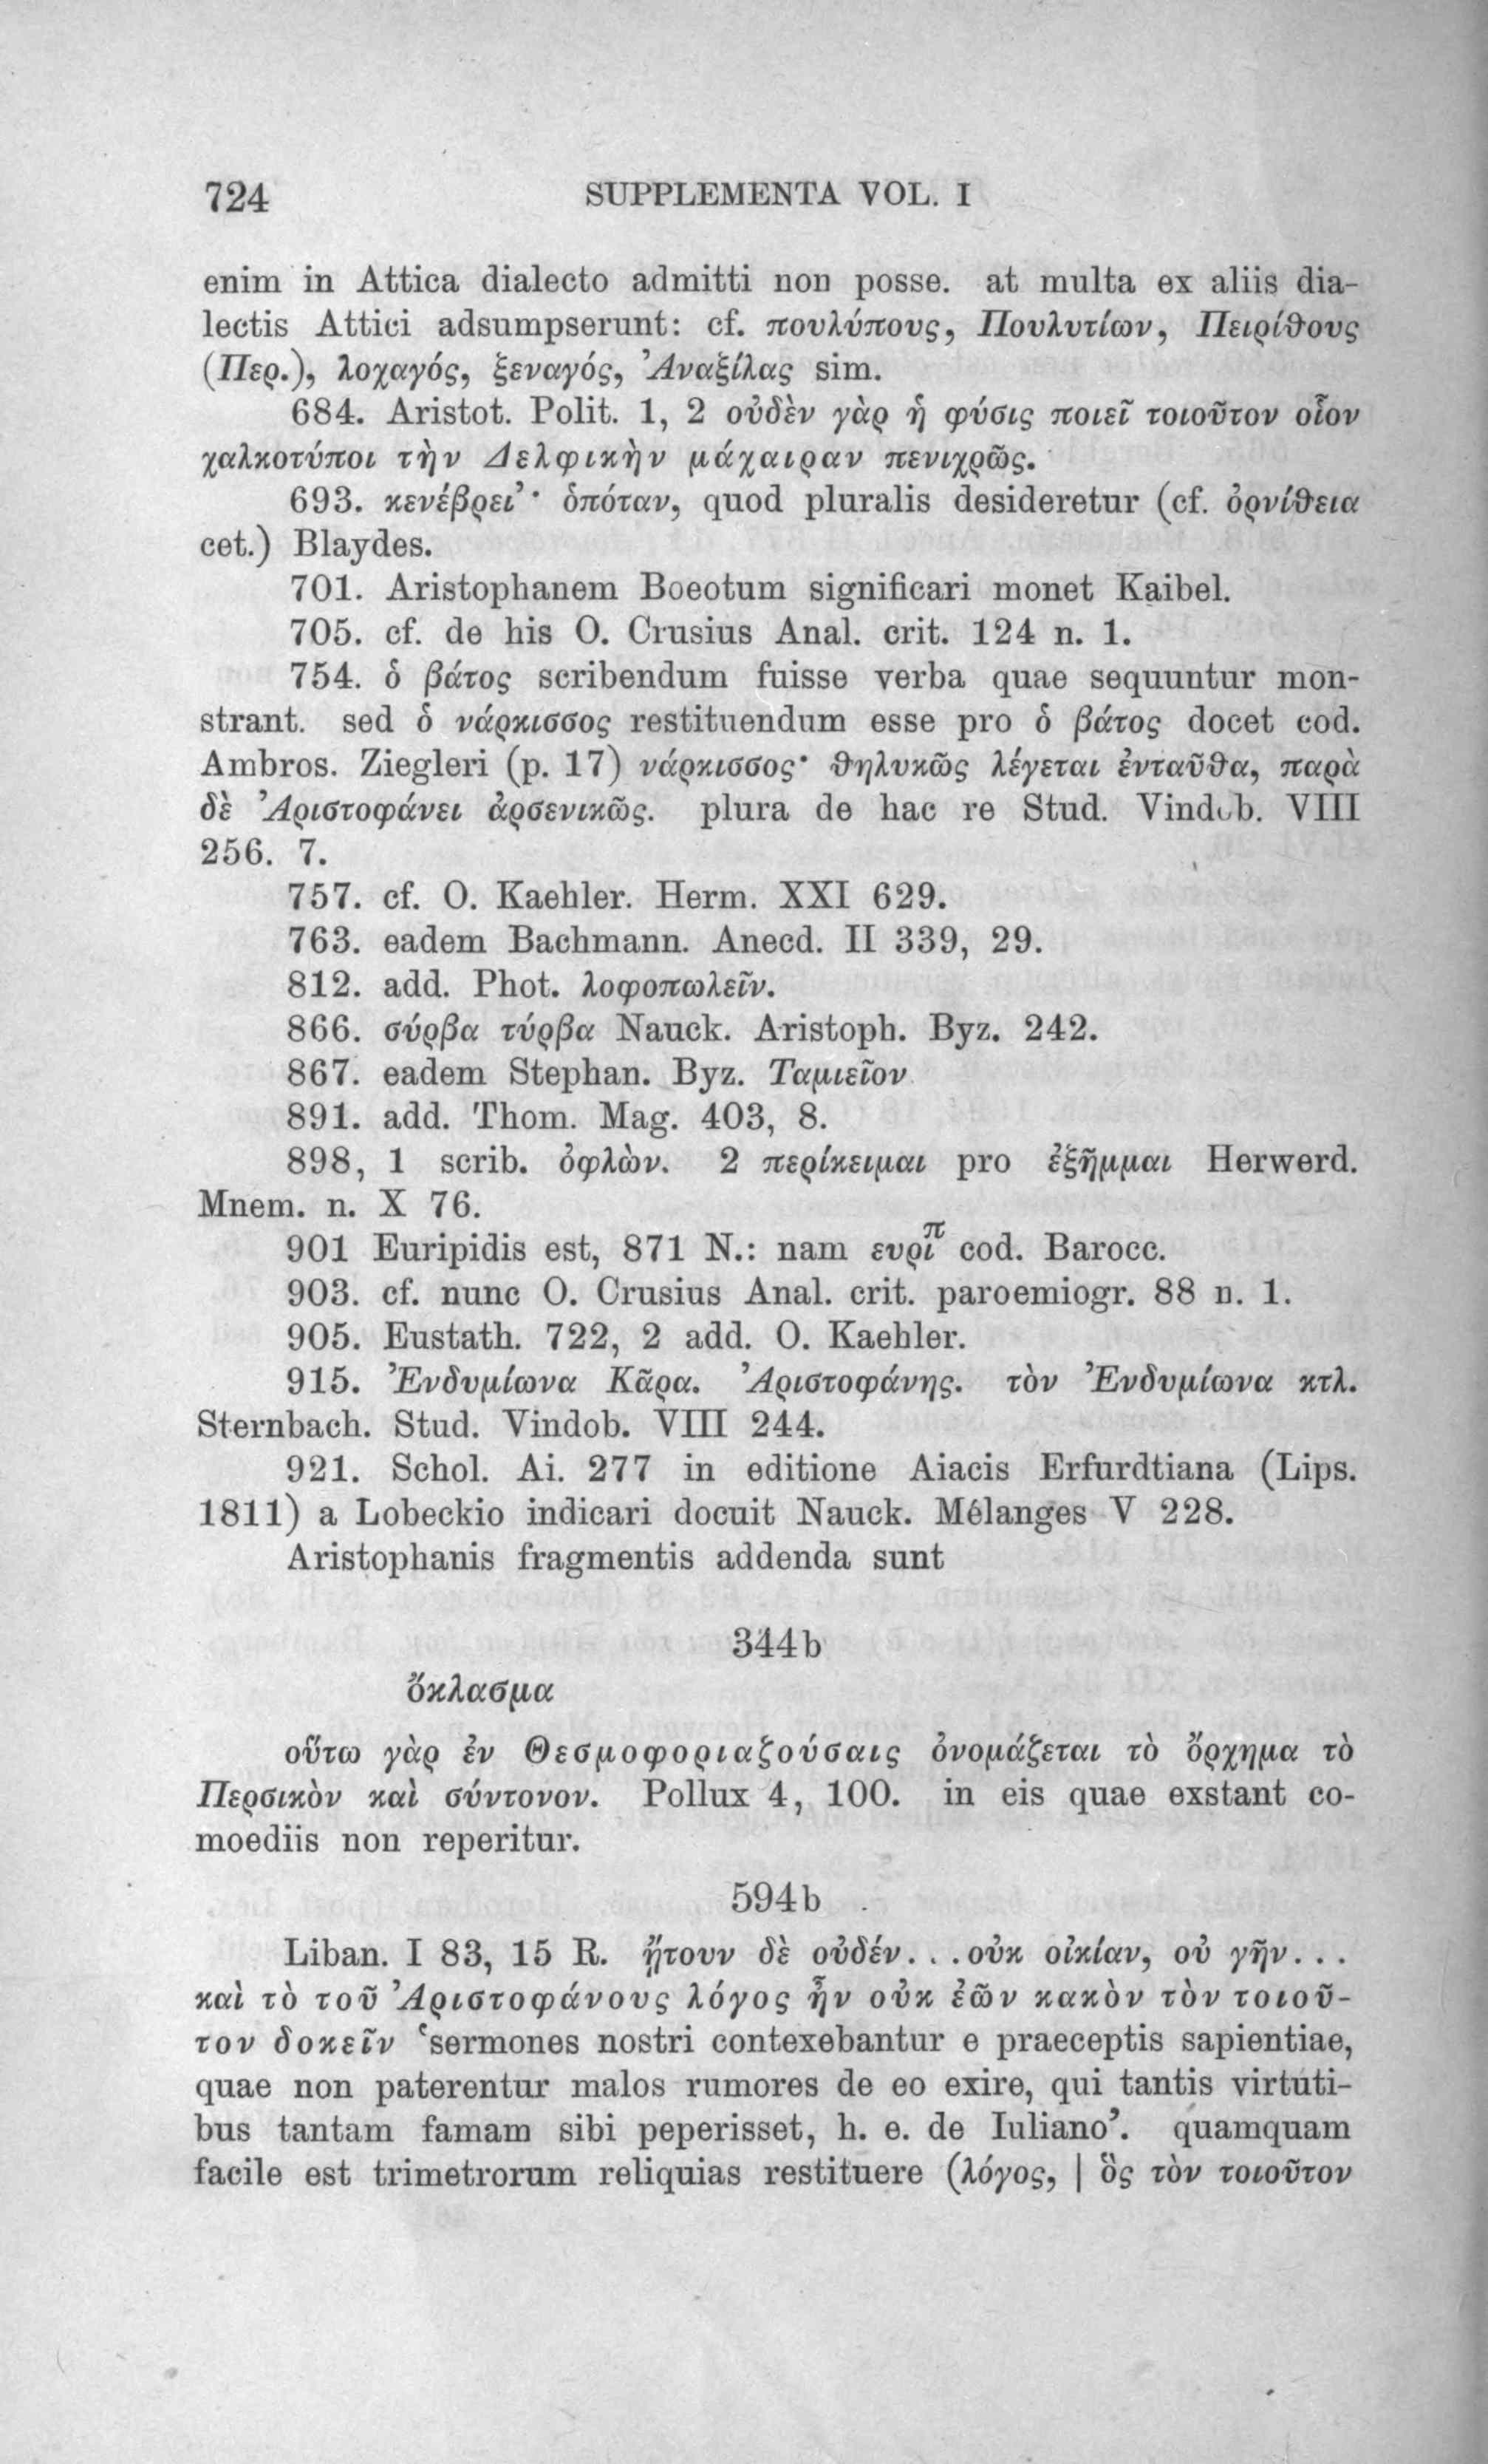 724 SUPPLEMENTA VOL. I
enim in Attica dialecto admitti non posse. at multa ex aliis dia-
lectis Attici adsumpserunt: cf. πουλύπους, Πουλυτίων, Πειρίθους
(Περ.), λοχαγός, ξεναγός, Ἀναξίλας sim.
684. Aristot. Polit. 1, 2 οὐδὲν γὰρ ἡ φύσις ποιεῖ τοιοῦτον οἷον
χαλκοτύποι τὴν Δελφικὴν μάχαιραν πενιχρῶς.
693. κενέβρει’· ὁπόταν, quod pluralis desideretur (cf. ὀρνίθεια
cet.) Blaydes.
701. Aristophanem Boeotum significari monet Kaibel.
705. cf. de his O. Crusius Anal. crit. 124 n. 1.
754. ὁ βάτος scribendum fuisse verba quae sequuntur mon-
strant. sed ὁ νάρκισσος restituendum esse pro ὁ βάτος docet cod.
Ambros. Ziegleri (p. 17) νάρκισσος· θηλυκῶς λέγεται ἐνταῦθα, παρὰ
δὲ Ἀριστοφάνει ἀρσενικῶς. plura de hac re Stud. Vindob. VIII
256. 7.
757. cf. O. Kaehler. Herm. XXI 629.
763. eadem Bachmann. Anecd. II 339, 29.
812. add. Phot. λοφοπωλεῖν.
866. σύρβα τύρβα Nauck. Aristoph. Byz. 242.
867. eadem Stephan. Byz. Ταμιεῖον
891. add. Thom. Mag. 403, 8.
898, 1 scrib. ὀφλὼν. 2 περίκειμαι pro ἐξῆμμαι Herwerd.
Mnem. n. X 76.
901 Euripidis est, 871 N.: nam ευρι^π cod. Barocc.
903. cf. nunc O. Crusius Anal. crit. paroemiogr. 88 n. 1.
905. Eustath. 722, 2 add. O. Kaehler.
915. Ἐνδυμίωνα Κᾶρα. Ἀριστοφάνης. τὸν Ἐνδυμίωνα κτλ.
Sternbach. Stud. Vindob. VIII 244.
921. Schol. Ai. 277 in editione Aiacis Erfurdtiana (Lips.
1811) a Lobeckio indicari docuit Nauck. Mélanges V 228.
Aristophanis fragmentis addenda sunt
344b
ὄκλασμα
οὕτω γὰρ ἐν Θεσμοφοριαζούσαις ὀνομάζεται τὸ ὄρχημα τὸ
Περσικὸν καὶ σύντονον. Pollux 4, 100. in eis quae exstant co-
moediis non reperitur.
594b
Liban. I 83, 15 R. ᾔτουν δὲ οὐδέν...οὐκ οἰκίαν, οὐ γῆν...
καὶ τὸ τοῦ Ἀριστοφάνους λόγος ἦν οὐκ ἐῶν κακὸν τὸν τοιοῦ-
τον δοκεῖν ‘sermones nostri contexebantur e praeceptis sapientiae,
quae non paterentur malos rumores de eo exire, qui tantis virtuti-
bus tantam famam sibi peperisset, h. e. de Iuliano’. quamquam
facile est trimetrorum reliquias restituere (λόγος, | ὃς τὸν τοιοῦτον